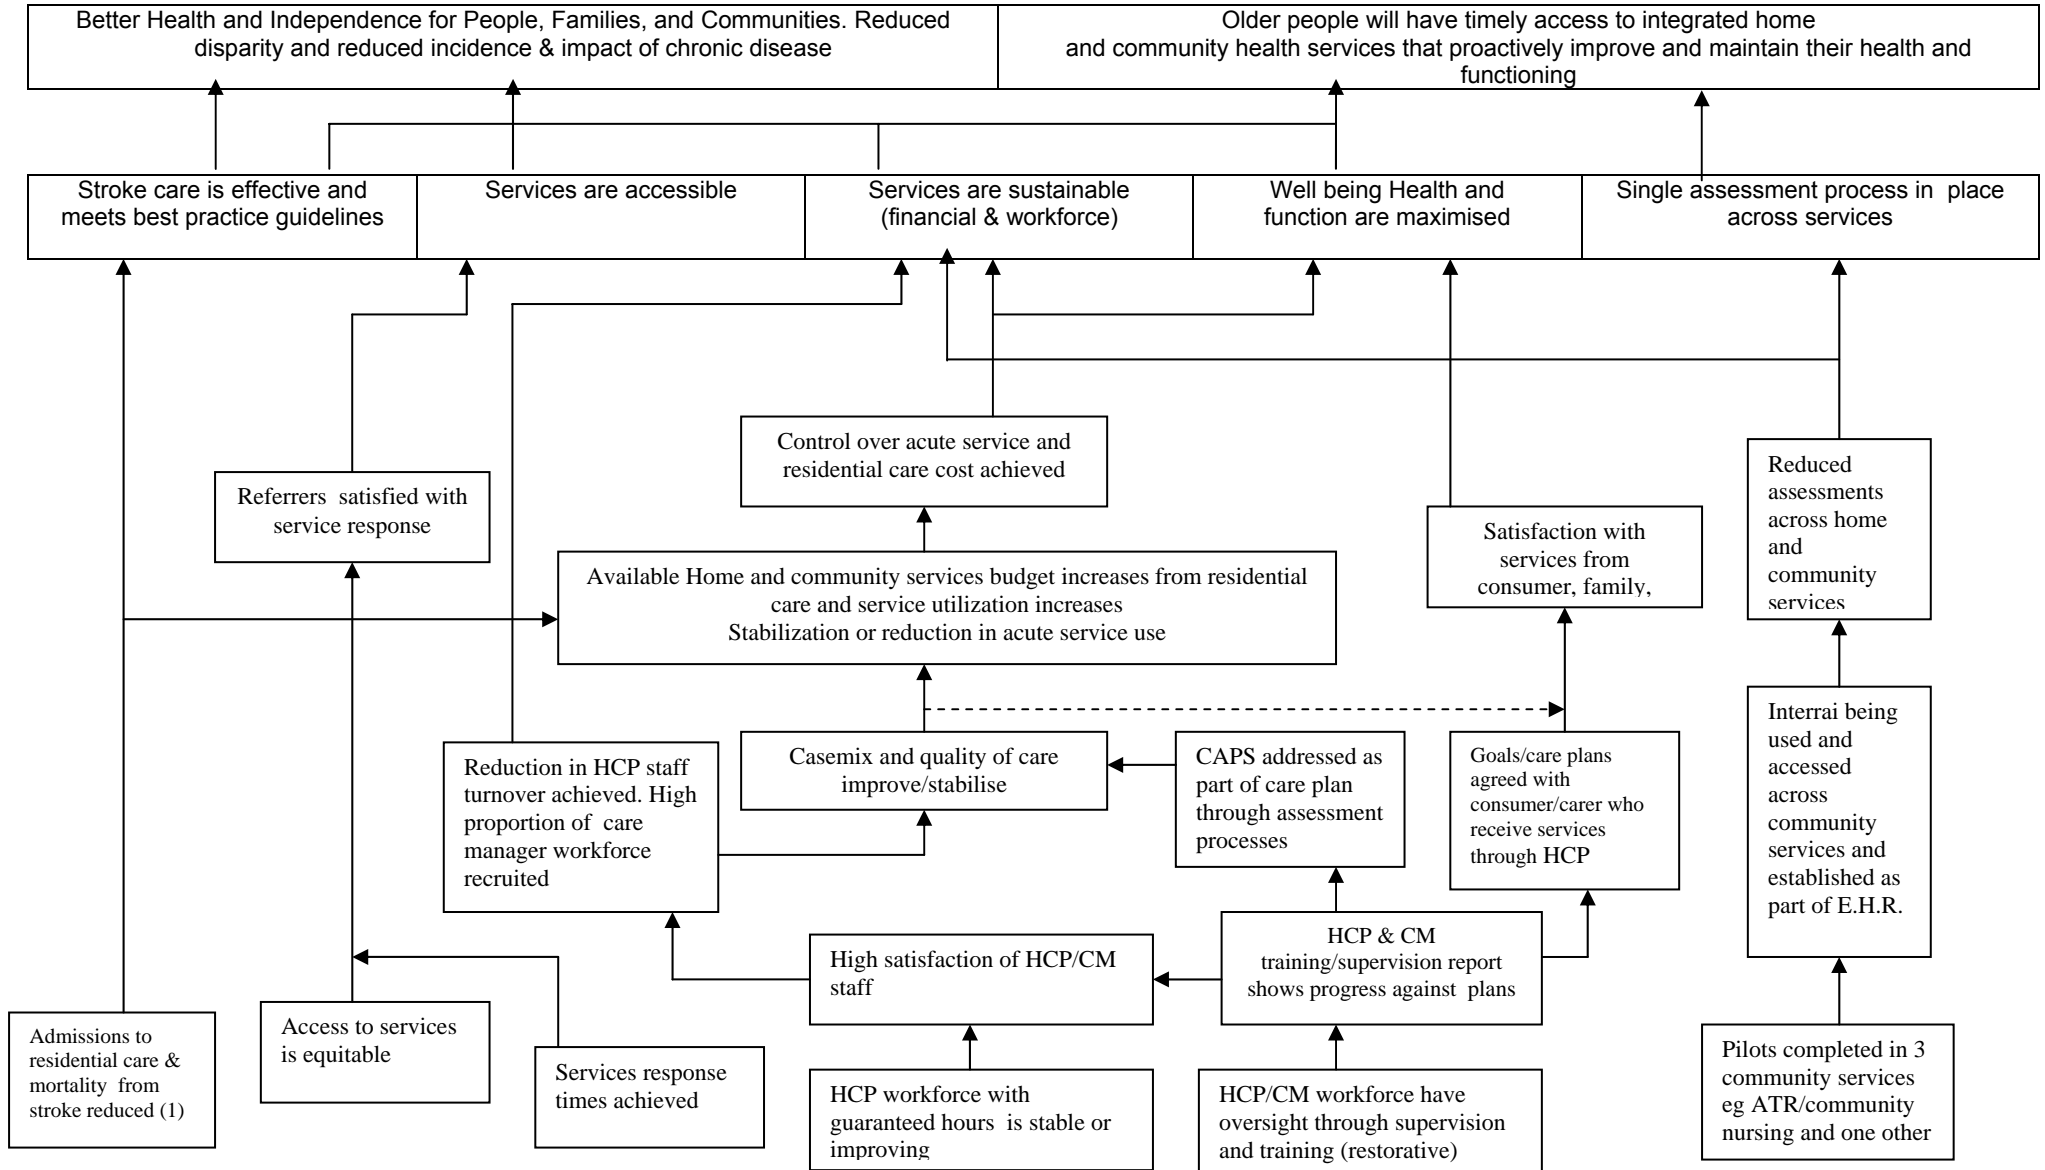 Better Health and Independence for People, Families, and Communities. Reduced
disparity and reduced incidence & impact of chronic disease
Older people will have timely access to integrated home
and community health services that proactively improve and maintain their health and
functioning
Stroke care is effective and
meets best practice guidelines
Services are accessible
Services are sustainable
(financial & workforce)
Well being Health and
function are maximised
Single assessment process in place
across services
Control over acute service and
residential care cost achieved
Reduced
assessments
across home
and
community
services
Referrers satisfied with
service response
Satisfaction with
services from
consumer, family,
Available Home and community services budget increases from residential
care and service utilization increases
Stabilization or reduction in acute service use
Interrai being
used and
accessed
across
community
services and
established as
part of E.H.R.
Reduction in HCP staff
turnover achieved. High
proportion of care
manager workforce
recruited
Casemix and quality of care
improve/stabilise
CAPS addressed as
part of care plan
through assessment
processes
Goals/care plans
agreed with
consumer/carer who
receive services
through HCP
High satisfaction of HCP/CM
staff
HCP & CM
training/supervision report
shows progress against plans
Admissions to
residential care &
mortality from
stroke reduced (1)
Access to services
is equitable
Services response
times achieved
HCP workforce with
guaranteed hours is stable or
improving
HCP/CM workforce have
oversight through supervision
and training (restorative)
Pilots completed in 3
community services
eg ATR/community
nursing and one other